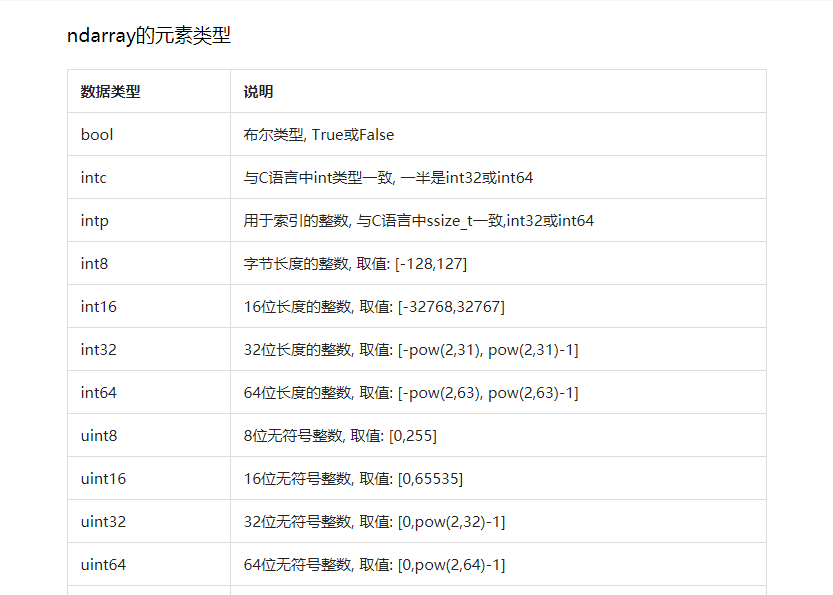 ndarray的元素类型
数据类型 说明
bool 布尔类型, True或False
intc 与C语言中int类型一致, 一半是int32或int64
intp 用于索引的整数, 与C语言中ssize_t一致,int32或int64
int8 字节长度的整数, 取值: [-128,127]
int16 16位长度的整数, 取值: [-32768,32767]
int32 32位长度的整数, 取值: [-pow(2,31), pow(2,31)-1]
int64 64位长度的整数, 取值: [-pow(2,63), pow(2,63)-1]
uint8 8位无符号整数, 取值: [0,255]
uint16 16位无符号整数, 取值: [0,65535]
uint32 32位无符号整数, 取值: [0,pow(2,32)-1]
uint64 64位无符号整数, 取值: [0,pow(2,64)-1]